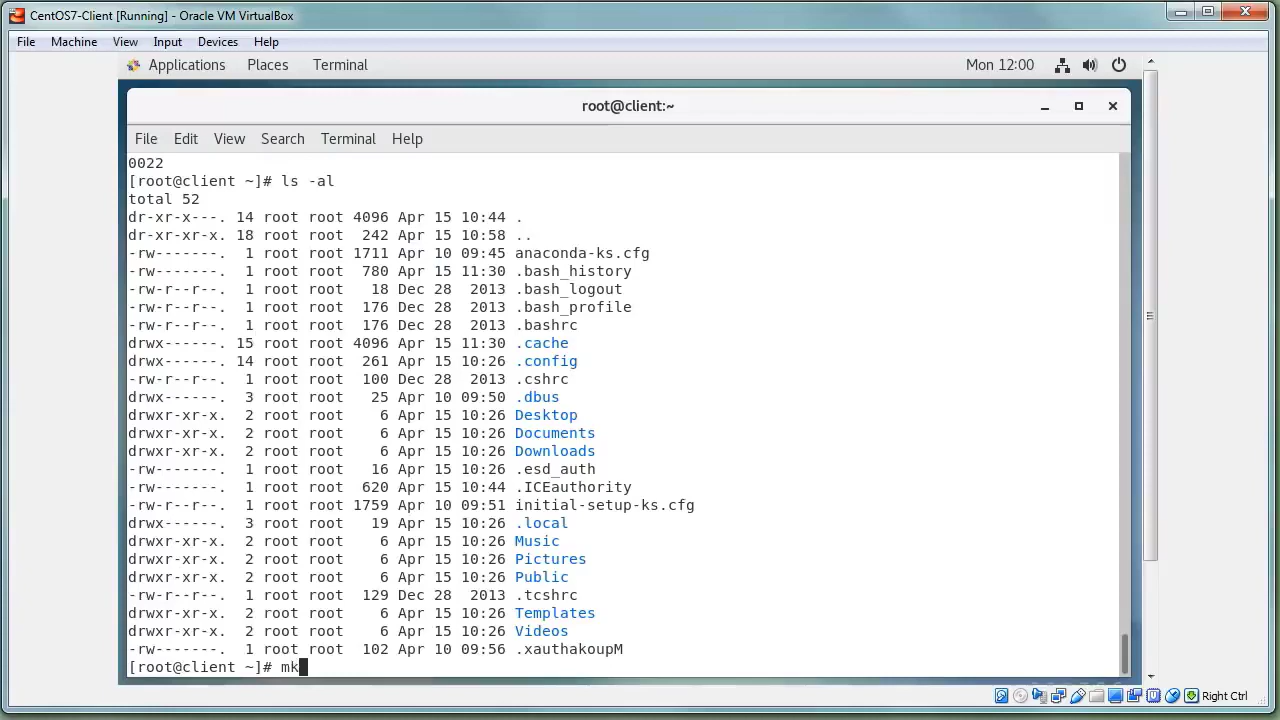 CentOS7-Client [Running] - Oracle VM VirtualBox
File Machine View Input Devices Help
Applications Places Terminal Mon 12:00
root@client:~
File Edit View Search Terminal Help
0022
[root@client ~]# ls -al
total 52
dr-xr-x---. 14 root root 4096 Apr 15 10:44 .
dr-xr-xr-x. 18 root root 242 Apr 15 10:58 ..
-rw-------. 1 root root 1711 Apr 10 09:45 anaconda-ks.cfg
-rw-------. 1 root root 780 Apr 15 11:30 .bash_history
-rw-r--r--. 1 root root 18 Dec 28 2013 .bash_logout
-rw-r--r--. 1 root root 176 Dec 28 2013 .bash_profile
-rw-r--r--. 1 root root 176 Dec 28 2013 .bashrc
drwx------. 15 root root 4096 Apr 15 11:30 .cache
drwx------. 14 root root 261 Apr 15 10:26 .config
-rw-r--r--. 1 root root 100 Dec 28 2013 .cshrc
drwx------. 3 root root 25 Apr 10 09:50 .dbus
drwxr-xr-x. 2 root root 6 Apr 15 10:26 Desktop
drwxr-xr-x. 2 root root 6 Apr 15 10:26 Documents
drwxr-xr-x. 2 root root 6 Apr 15 10:26 Downloads
-rw-------. 1 root root 16 Apr 15 10:26 .esd_auth
-rw-------. 1 root root 620 Apr 15 10:44 .ICEauthority
-rw-r--r--. 1 root root 1759 Apr 10 09:51 initial-setup-ks.cfg
drwx------. 3 root root 19 Apr 15 10:26 .local
drwxr-xr-x. 2 root root 6 Apr 15 10:26 Music
drwxr-xr-x. 2 root root 6 Apr 15 10:26 Pictures
drwxr-xr-x. 2 root root 6 Apr 15 10:26 Public
-rw-r--r--. 1 root root 129 Dec 28 2013 .tcshrc
drwxr-xr-x. 2 root root 6 Apr 15 10:26 Templates
drwxr-xr-x. 2 root root 6 Apr 15 10:26 Videos
-rw-------. 1 root root 102 Apr 10 09:56 .xauthakoupM
[root@client ~]# mk
Right Ctrl